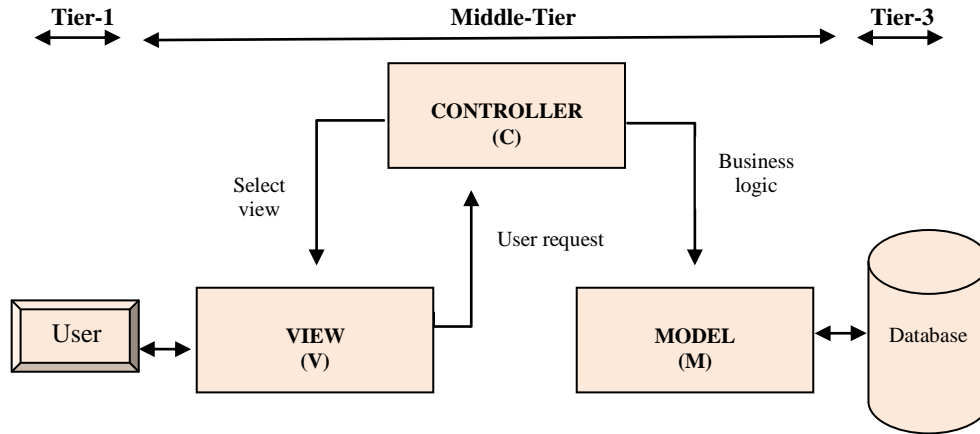 Tier-1
Middle-Tier
Tier-3
CONTROLLER
(C)
Select
view
Business
logic
User request
User
VIEW
(V)
MODEL
(M)
Database